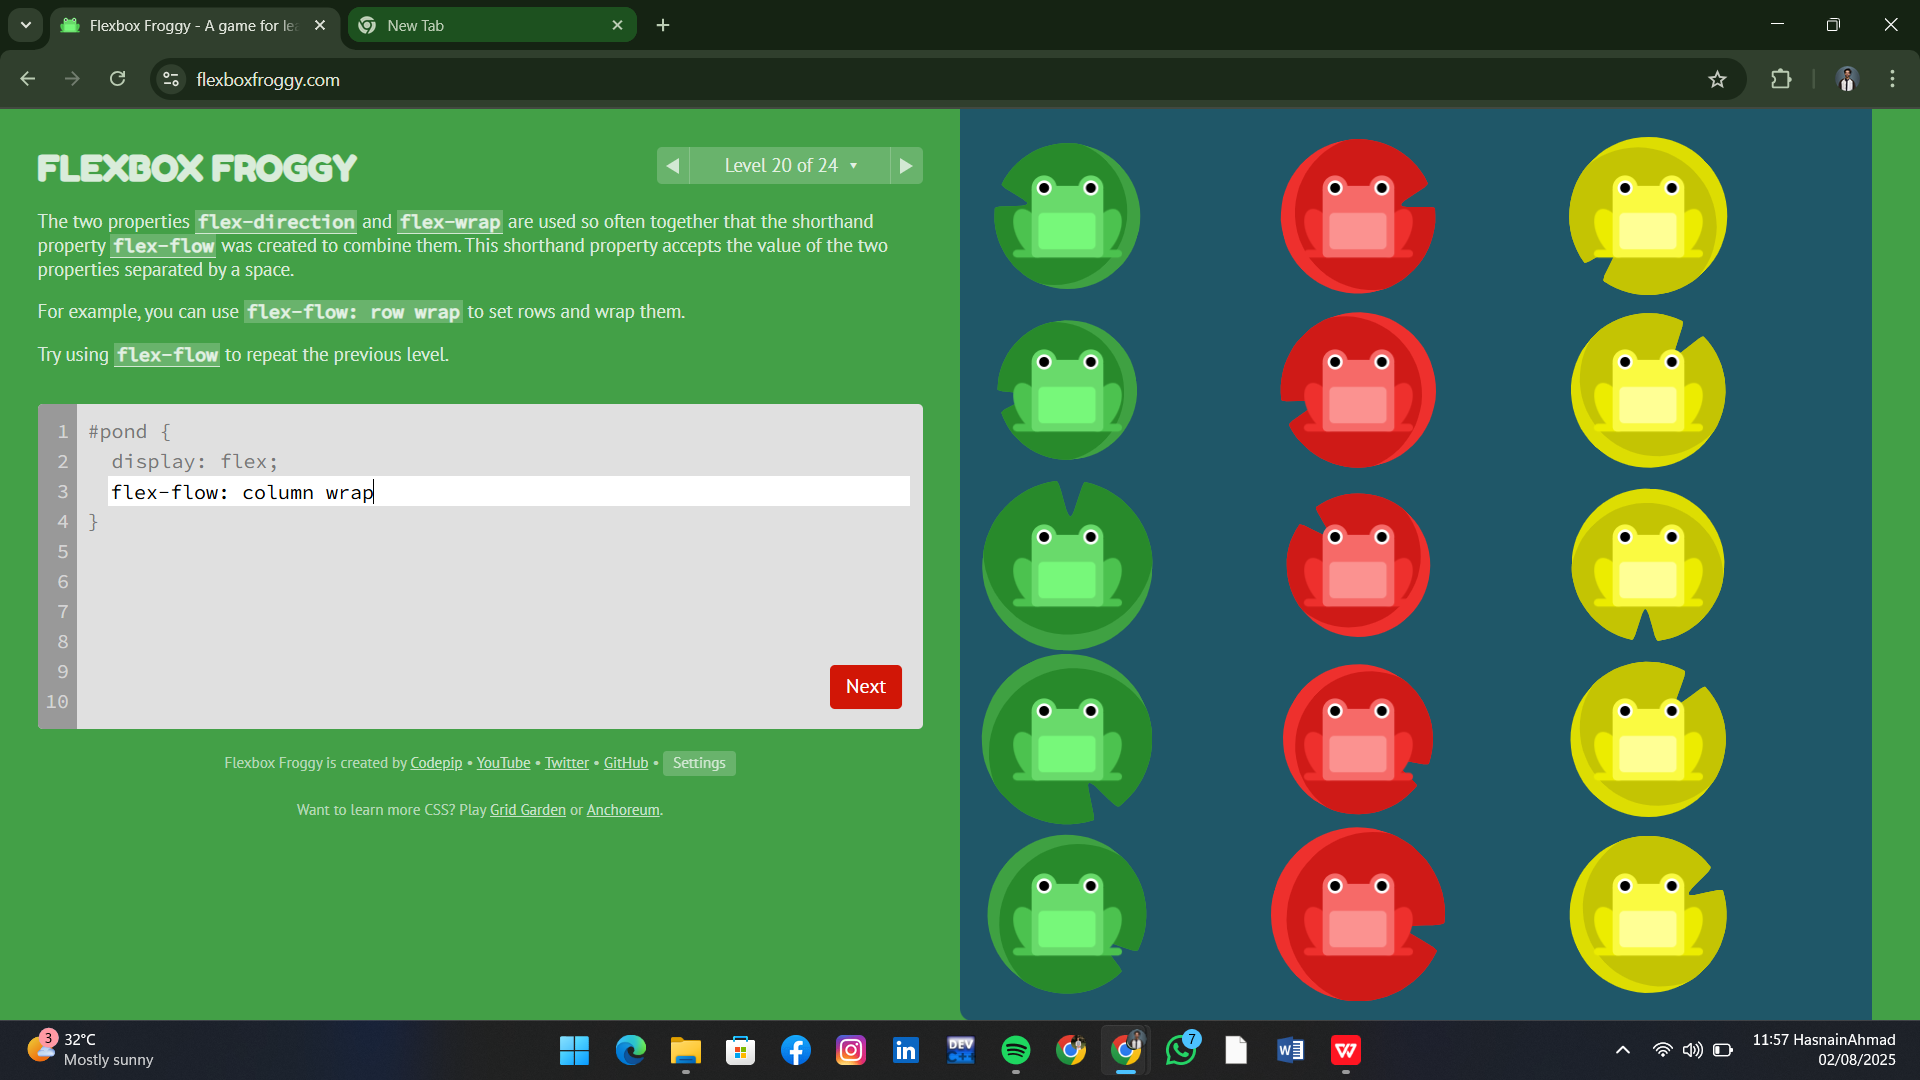 Flexbox Froggy - A game for le
New Tab
flexboxfroggy.com
FLEXBOX FROGGY
Level 20 of 24
The two properties flex-direction and flex-wrap are used so often together that the shorthand
property flex-flow was created to combine them. This shorthand property accepts the value of the two
properties separated by a space.
For example, you can use flex-flow: row wrap to set rows and wrap them.
Try using flex-flow to repeat the previous level.
1 #pond {
2 display: flex;
3 flex-flow: column wrap
4 }
5
6
7
8
9
10
Next
Flexbox Froggy is created by Codepip • YouTube • Twitter • GitHub • Settings
Want to learn more CSS? Play Grid Garden or Anchoreum.
3
32°C
Mostly sunny
DEV
7
11:57 HasnainAhmad
02/08/2025